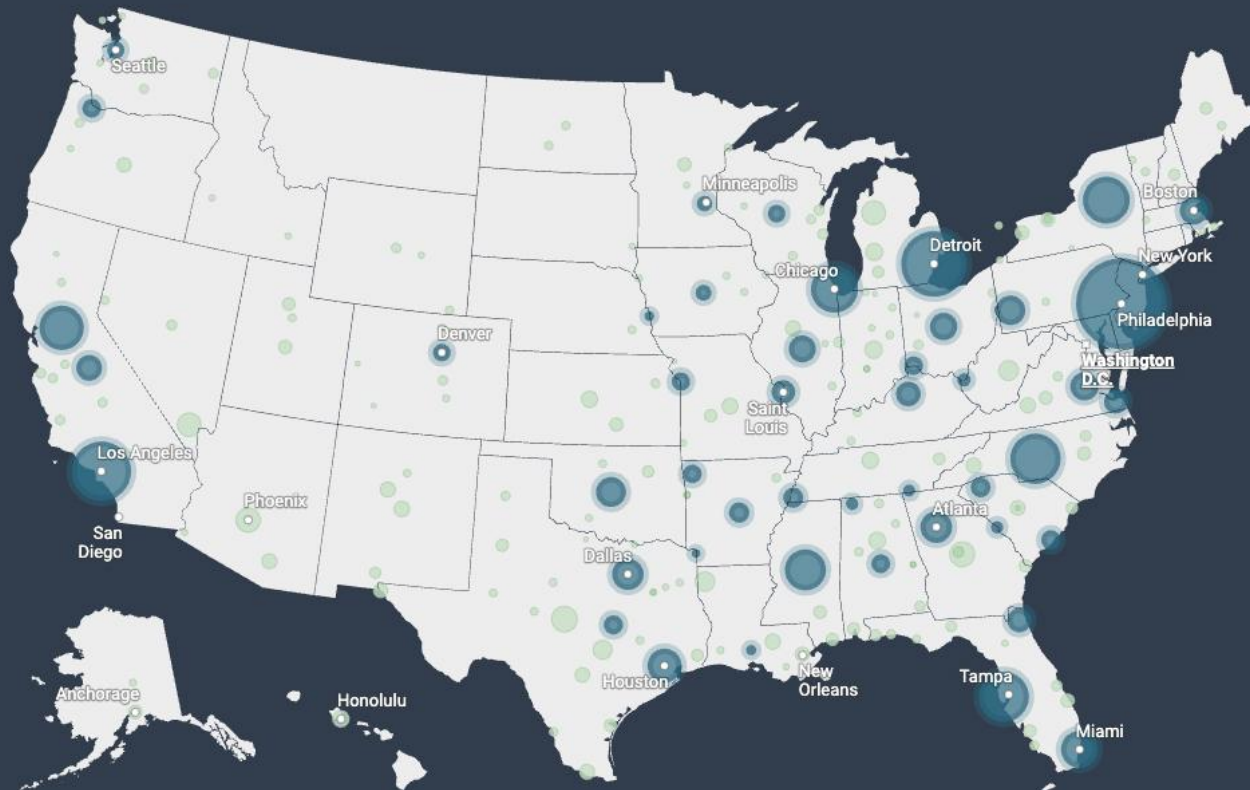 Seattle
Minneapolis
Boston
Detroit
New York
Chicago
Philadelphia
Denver
Washington
D.C.
Saint
Louis
Los Angeles
Phoenix
Atlanta
San
Diego
Dallas
Houston
New
Orleans
Tampa
Anchorage
Honolulu
Miami